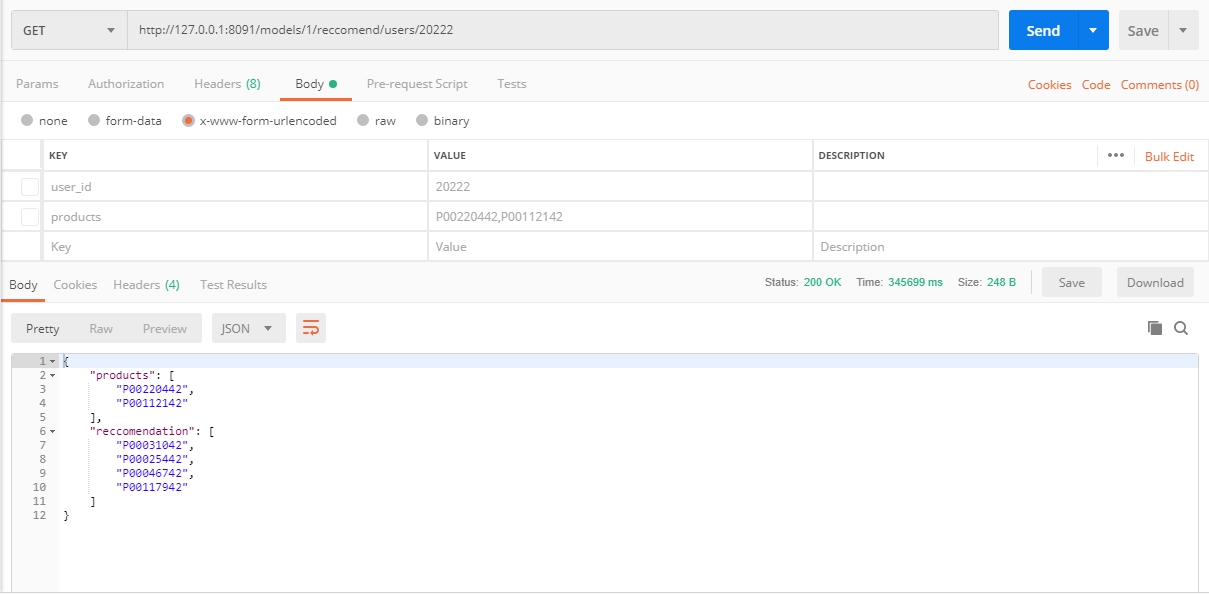 GET http://127.0.0.1:8091/models/1/reccomend/users/20222 Send Save
Params Authorization Headers (8) Body Pre-request Script Tests Cookies Code Comments (0)
none form-data x-www-form-urlencoded raw binary
KEY VALUE DESCRIPTION ••• Bulk Edit
user_id 20222
products P00220442,P00112142
Key Value Description
Body Cookies Headers (4) Test Results Status: 200 OK Time: 345699 ms Size: 248 B Save Download
Pretty Raw Preview JSON
1 {
2 "products": [
3 "P00220442",
4 "P00112142"
5 ],
6 "reccomendation": [
7 "P00031042",
8 "P00025442",
9 "P00046742",
10 "P00117942"
11 ]
12 }